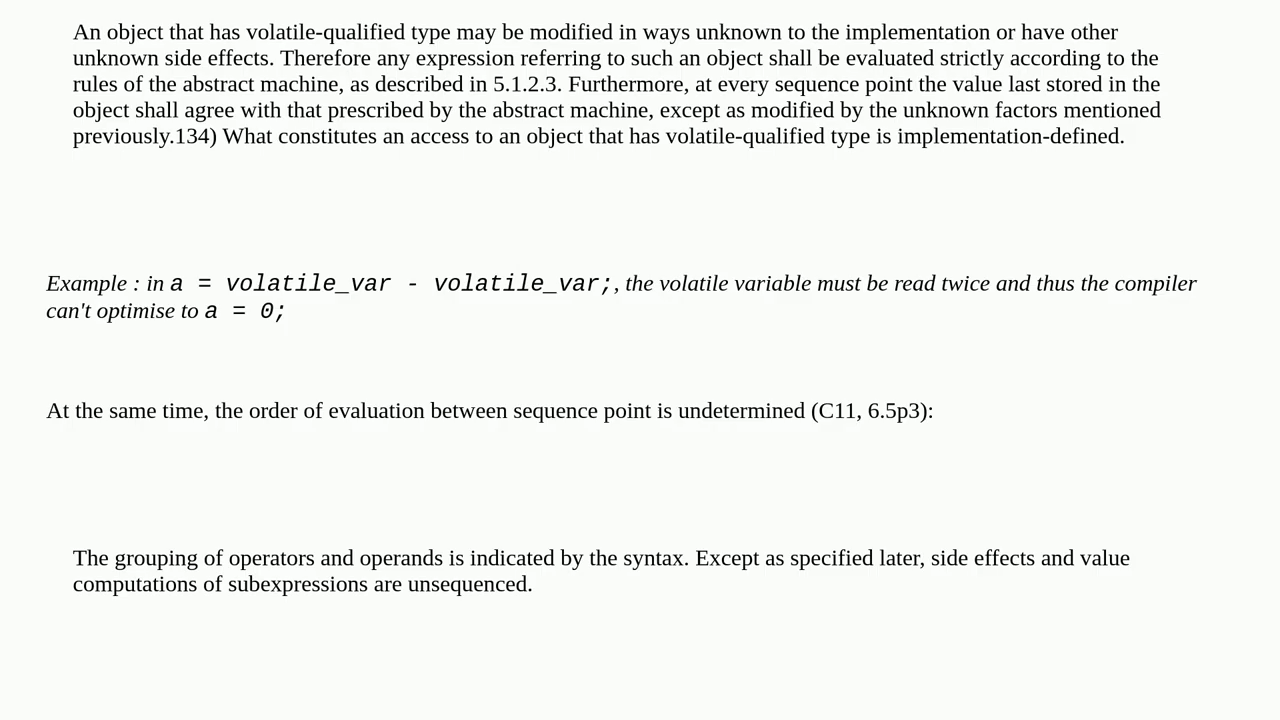 An object that has volatile-qualified type may be modified in ways unknown to the implementation or have other
unknown side effects. Therefore any expression referring to such an object shall be evaluated strictly according to the
rules of the abstract machine, as described in 5.1.2.3. Furthermore, at every sequence point the value last stored in the
object shall agree with that prescribed by the abstract machine, except as modified by the unknown factors mentioned
previously.134) What constitutes an access to an object that has volatile-qualified type is implementation-defined.
Example : in a = volatile_var - volatile_var;, the volatile variable must be read twice and thus the compiler
can't optimise to a = 0;
At the same time, the order of evaluation between sequence point is undetermined (C11, 6.5p3):
The grouping of operators and operands is indicated by the syntax. Except as specified later, side effects and value
computations of subexpressions are unsequenced.